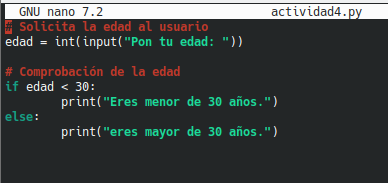 GNU nano 7.2 actividad4.py
# Solicita la edad al usuario
edad = int(input("Pon tu edad: "))

# Comprobación de la edad
if edad < 30:
        print("Eres menor de 30 años.")
else:
        print("eres mayor de 30 años.")